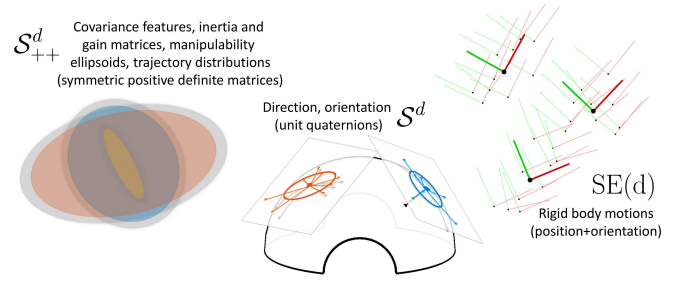 𝒮^d_{++}
Covariance features, inertia and
gain matrices, manipulability
ellipsoids, trajectory distributions
(symmetric positive definite matrices)
Direction, orientation
(unit quaternions)
𝒮^d
SE(d)
Rigid body motions
(position+orientation)